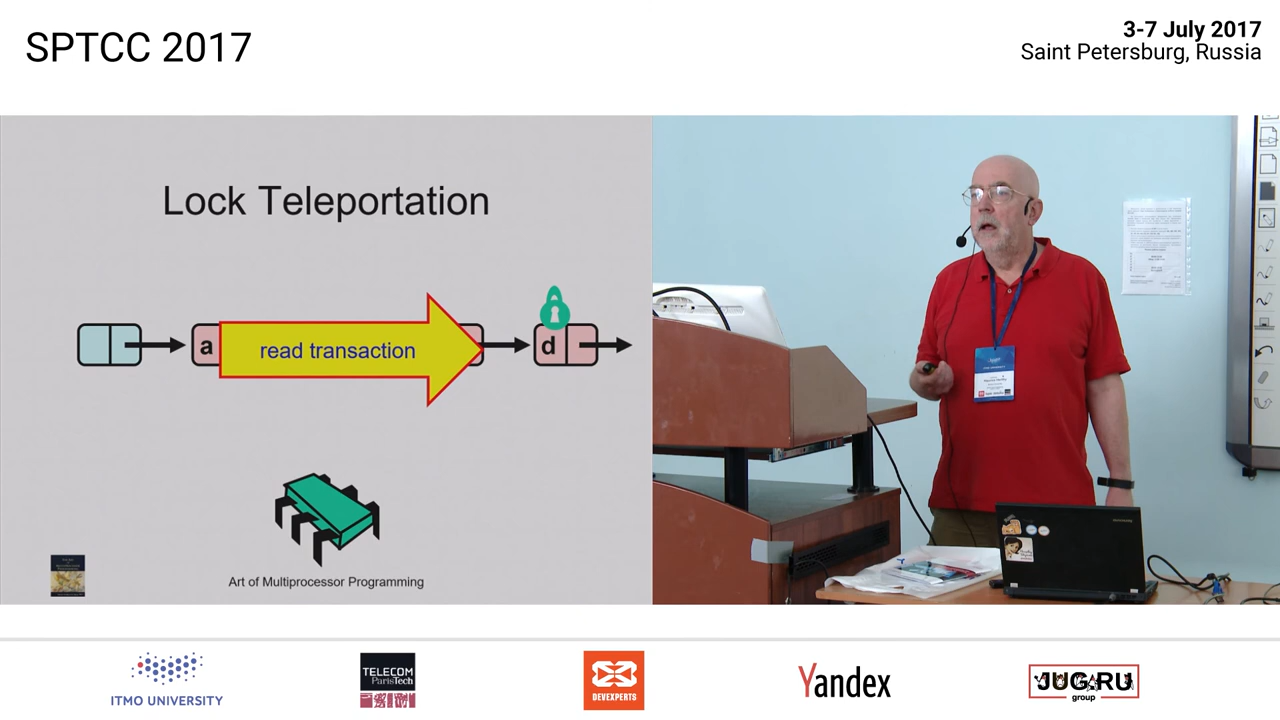 SPTCC 2017
3-7 July 2017
Saint Petersburg, Russia
Lock Teleportation
a
read transaction
d
Art of Multiprocessor Programming
ITMO UNIVERSITY
TELECOM
ParisTech
DEVEXPERTS
Yandex
JUG.RU
group